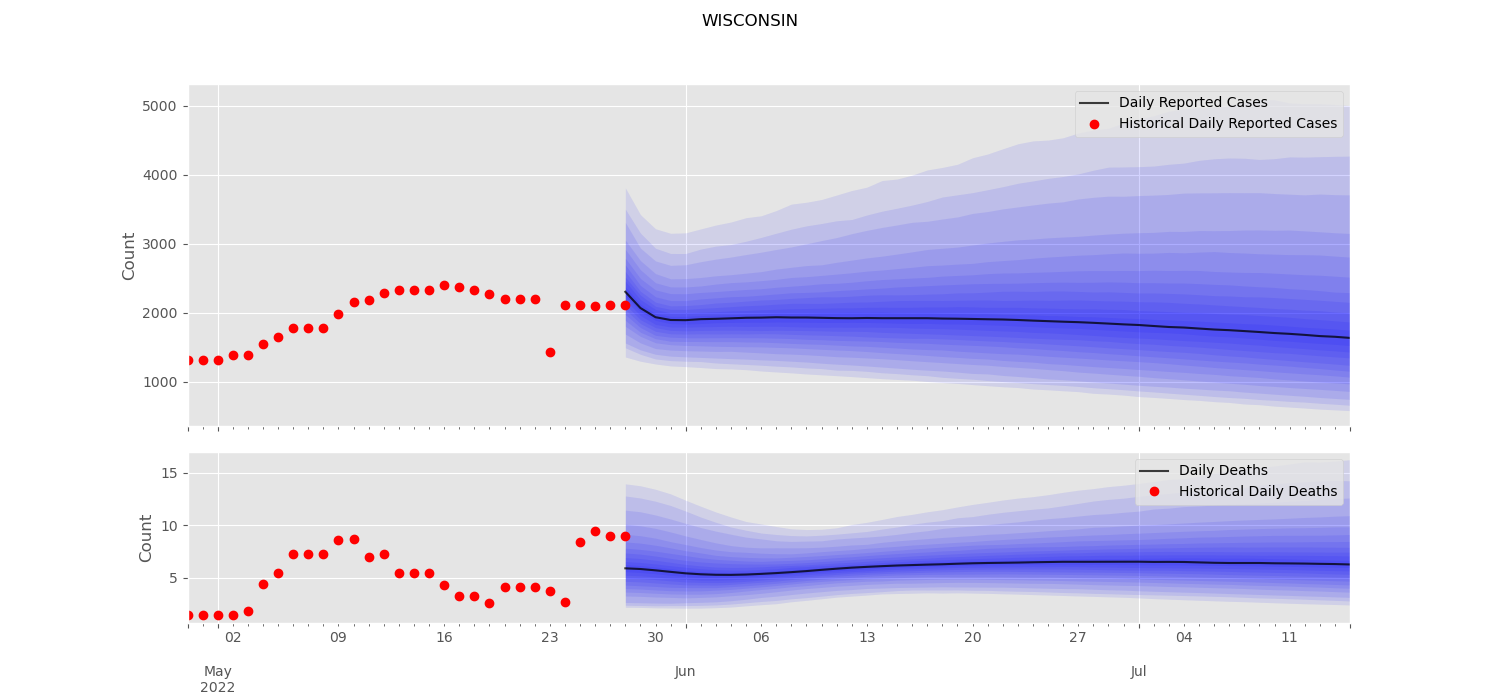 WISCONSIN
Count
5000
4000
3000
2000
1000
Daily Reported Cases
Historical Daily Reported Cases
Count
15
10
5
Daily Deaths
Historical Daily Deaths
02 09 16 23 30 06 13 20 27 04 11
May Jun Jul
2022